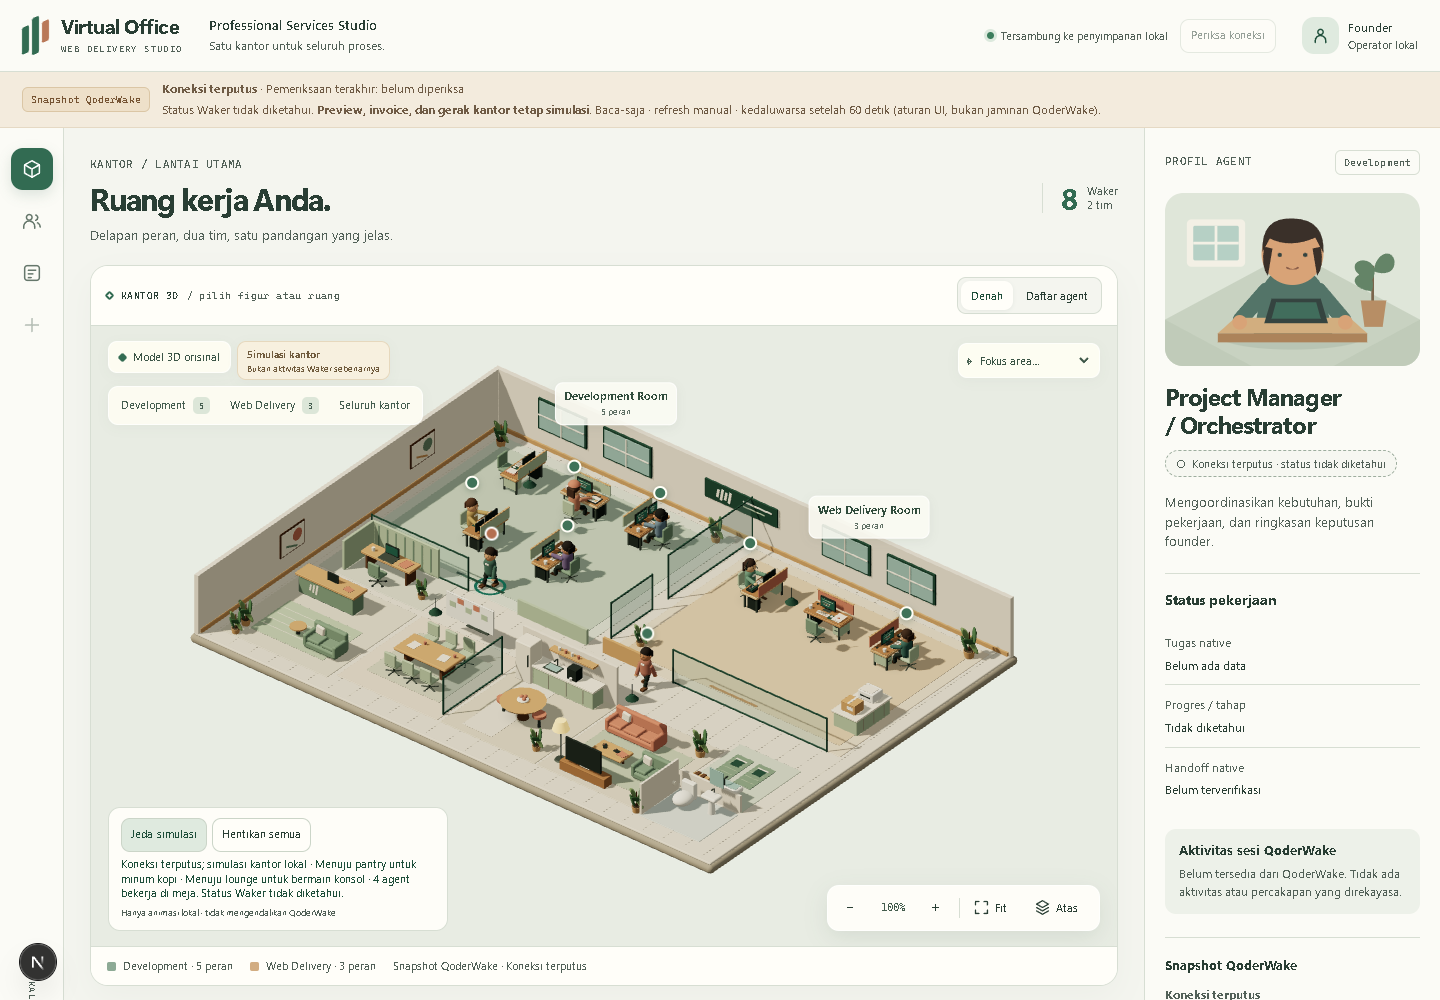 Virtual Office
WEB DELIVERY STUDIO
Professional Services Studio
Satu kantor untuk seluruh proses.
Tersambung ke penyimpanan lokal
Periksa koneksi
Founder
Operator lokal
Snapshot QoderWake
Koneksi terputus · Pemeriksaan terakhir: belum diperiksa
Status Waker tidak diketahui. Preview, invoice, dan gerak kantor tetap simulasi. Baca-saja · refresh manual · kedaluwarsa setelah 60 detik (aturan UI, bukan jaminan QoderWake).
KANTOR / LANTAI UTAMA
Ruang kerja Anda.
Delapan peran, dua tim, satu pandangan yang jelas.
8
Waker
2 tim
KANTOR 3D / pilih figur atau ruang
Denah
Daftar agent
Model 3D orisinal
Simulasi kantor
Bukan aktivitas Waker sebenarnya
Fokus area...
Development 5
Web Delivery 3
Seluruh kantor
Development Room
5 peran
Web Delivery Room
3 peran
Jeda simulasi
Hentikan semua
Koneksi terputus; simulasi kantor lokal · Menuju pantry untuk
minum kopi · Menuju lounge untuk bermain konsol · 4 agent
bekerja di meja. Status Waker tidak diketahui.
Hanya animasi lokal · tidak mengendalikan QoderWake
− 100% +
Fit
Atas
Development · 5 peran
Web Delivery · 3 peran
Snapshot QoderWake · Koneksi terputus
N
KAL
PROFIL AGENT
Development
Project Manager
/ Orchestrator
Koneksi terputus · status tidak diketahui
Mengoordinasikan kebutuhan, bukti
pekerjaan, dan ringkasan keputusan
founder.
Status pekerjaan
Tugas native
Belum ada data
Progres / tahap
Tidak diketahui
Handoff native
Belum terverifikasi
Aktivitas sesi QoderWake
Belum tersedia dari QoderWake. Tidak ada
aktivitas atau percakapan yang direkayasa.
Snapshot QoderWake
Koneksi terputus